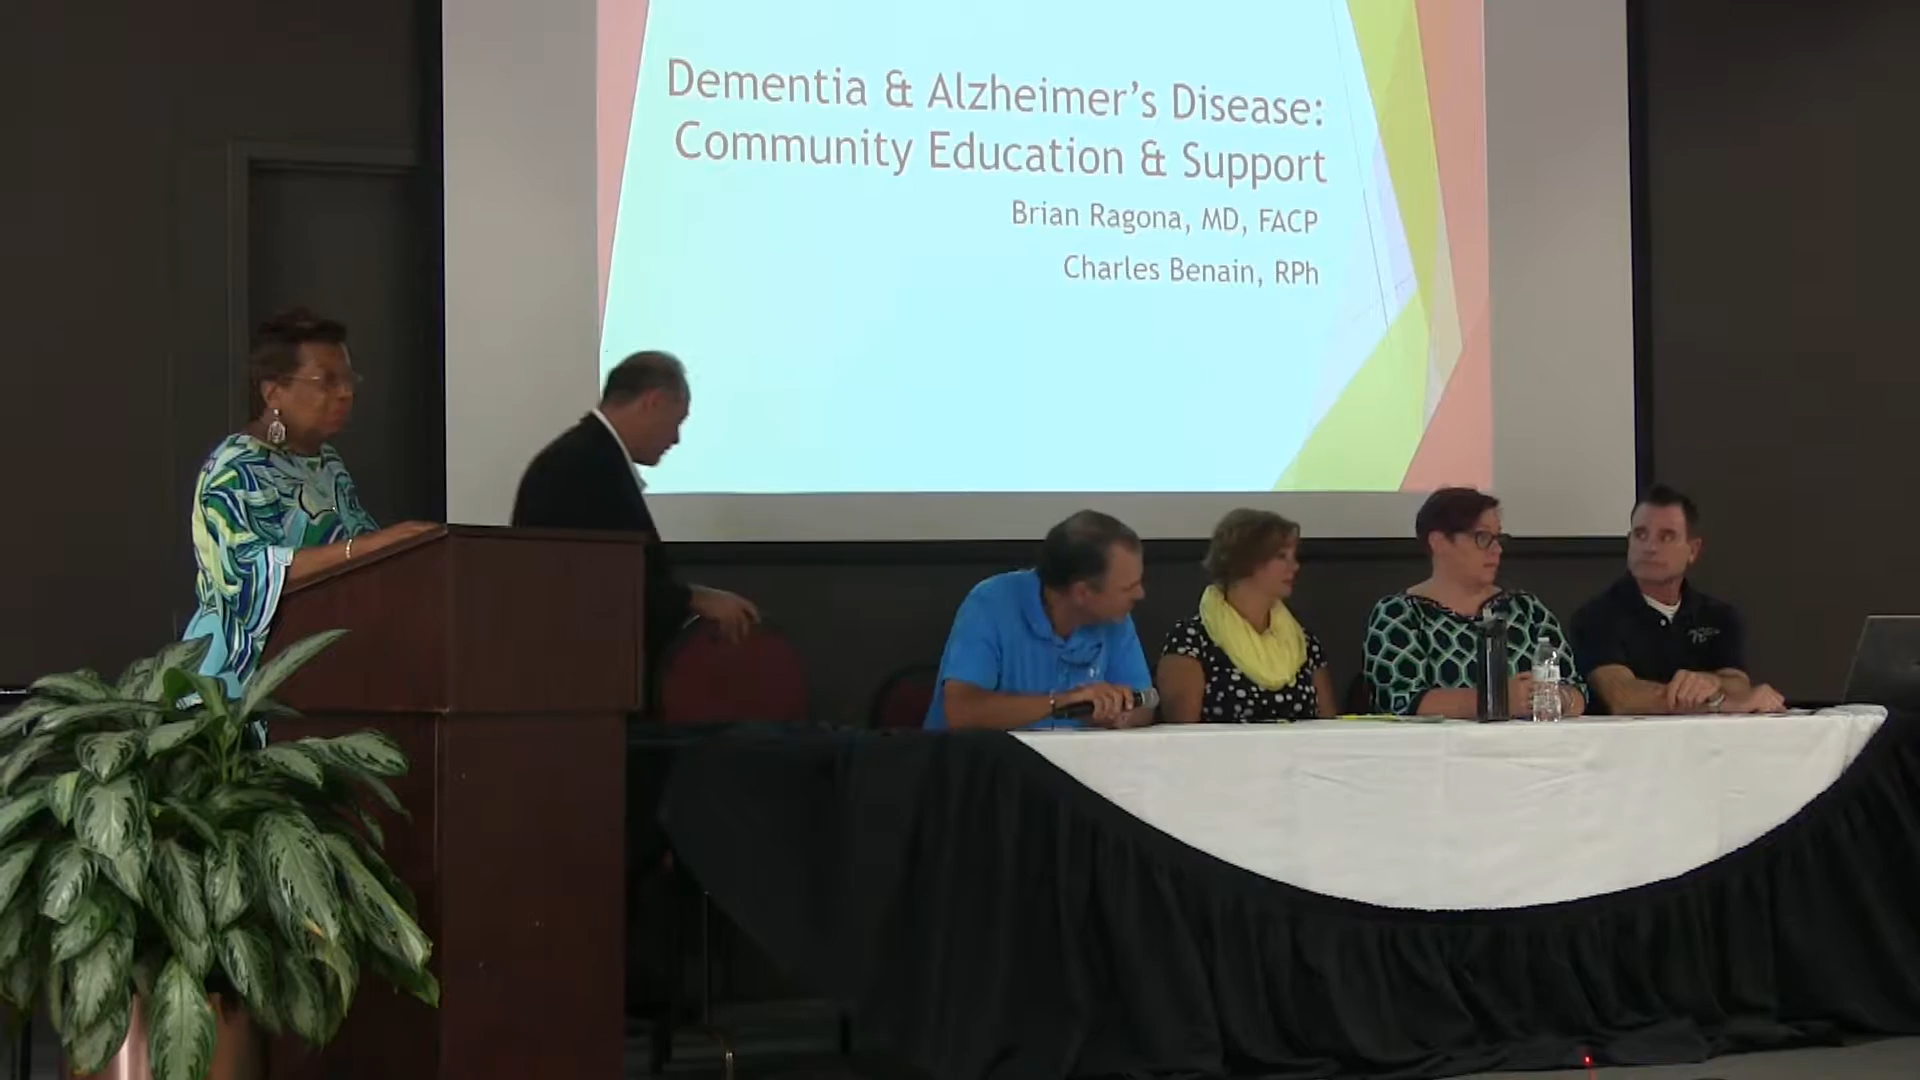 Dementia & Alzheimer's Disease:
Community Education & Support
Brian Ragona, MD, FACP
Charles Benain, RPh